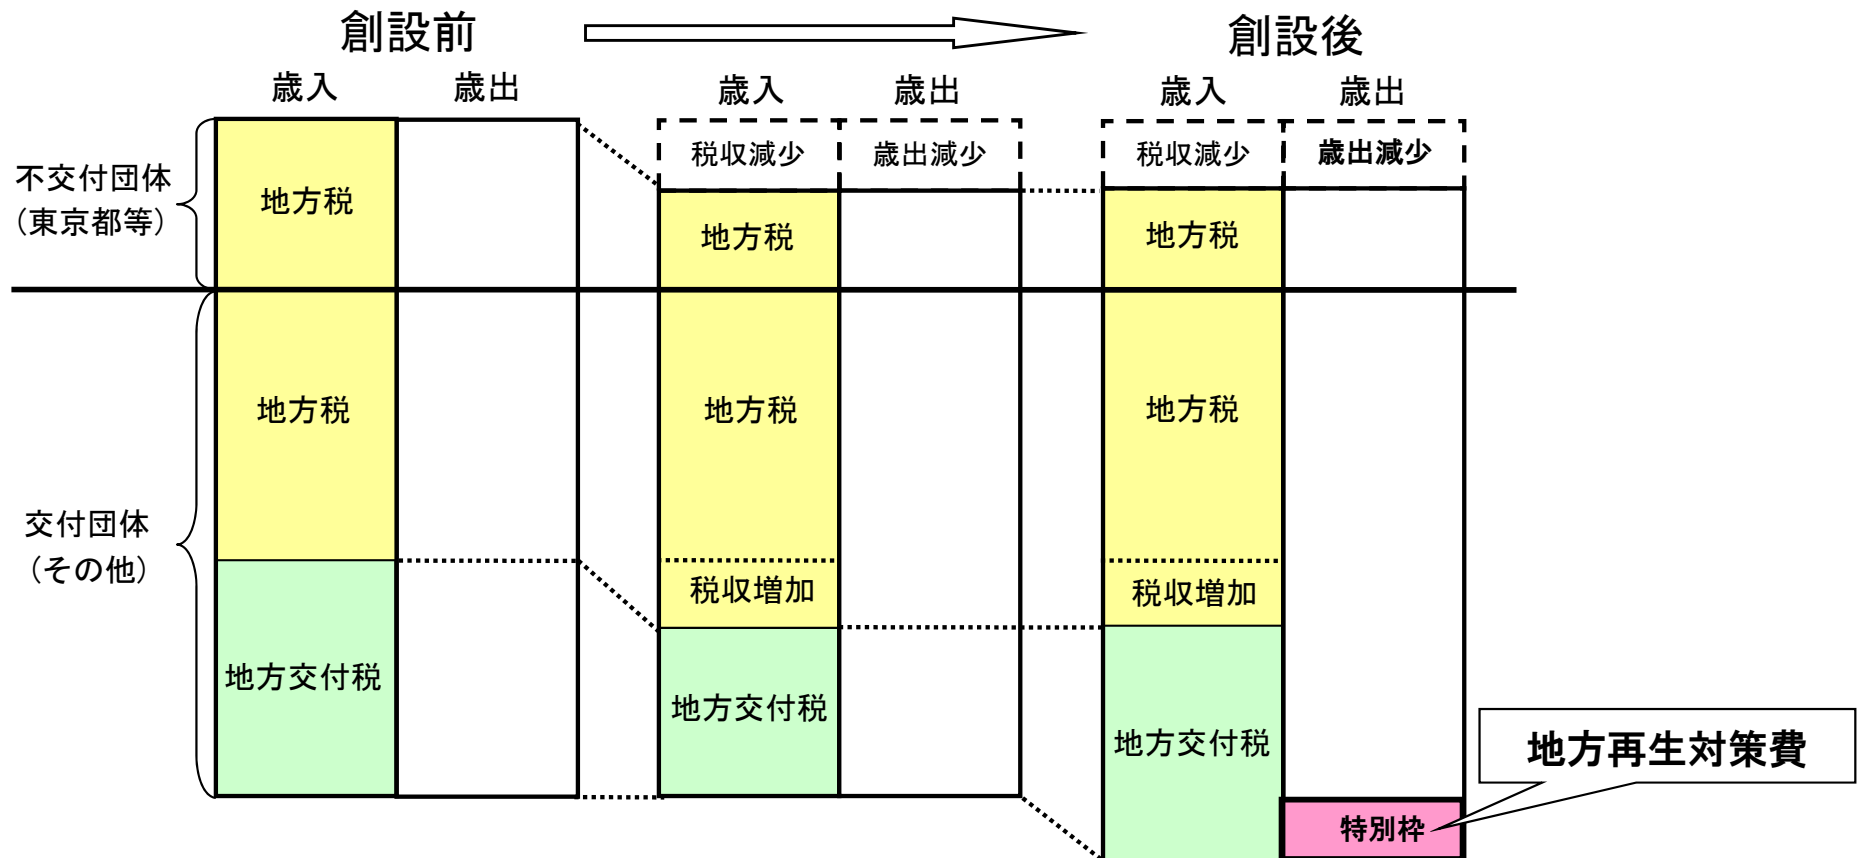 創設前
創設後
歳入
歳出
歳入
歳出
歳入
歳出
税収減少
歳出減少
税収減少
歳出減少
不交付団体
（東京都等）
地方税
地方税
地方税
地方税
地方税
地方税
交付団体
（その他）
税収増加
税収増加
地方交付税
地方交付税
地方交付税
地方再生対策費
特別枠